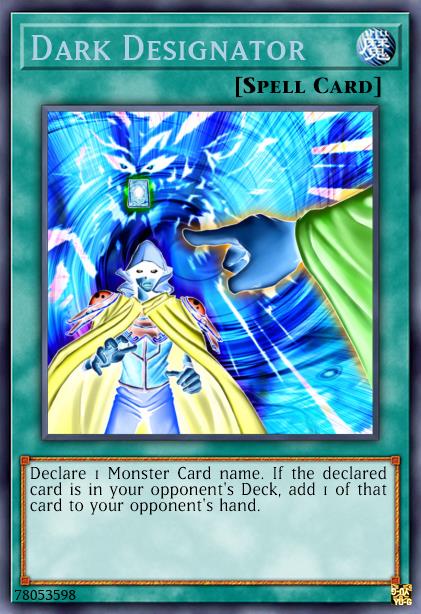 Dark Designator
魔
[Spell Card]
Declare 1 Monster Card name. If the declared
card is in your opponent's Deck, add 1 of that
card to your opponent's hand.
78053598